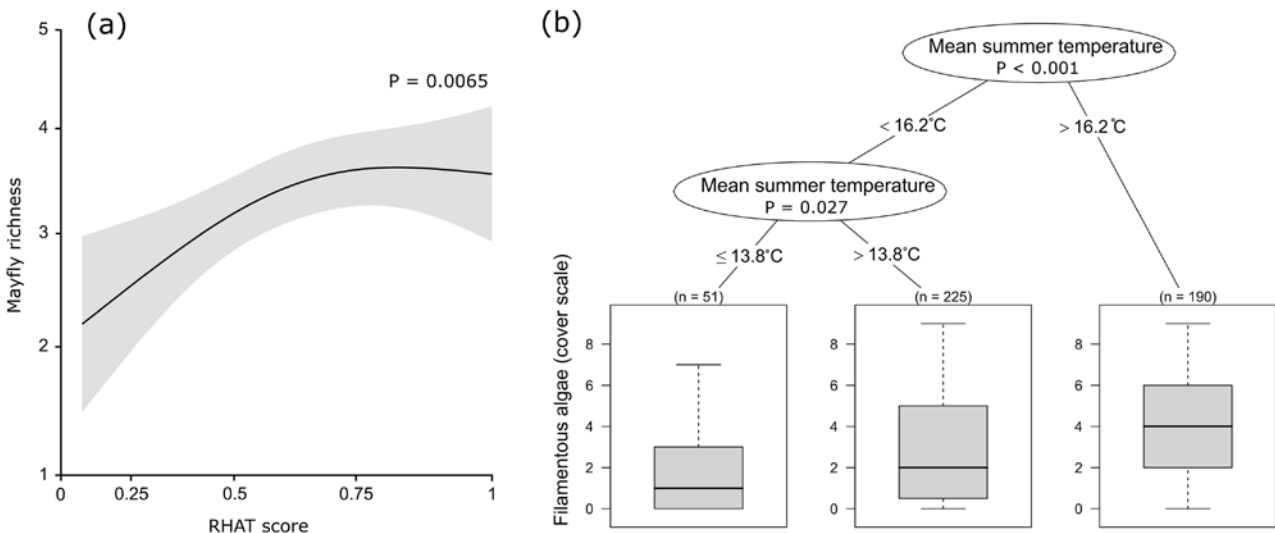 (a)
5
4
3
2
1
Mayfly richness
P = 0.0065
0
0.25
0.5
0.75
1
RHAT score
(b)
Mean summer temperature
P < 0.001
< 16.2°C
> 16.2°C
Mean summer temperature
P = 0.027
≤ 13.8°C
> 13.8°C
Filamentous algae (cover scale)
(n = 51)
8
6
4
2
0
(n = 225)
8
6
4
2
0
(n = 190)
8
6
4
2
0